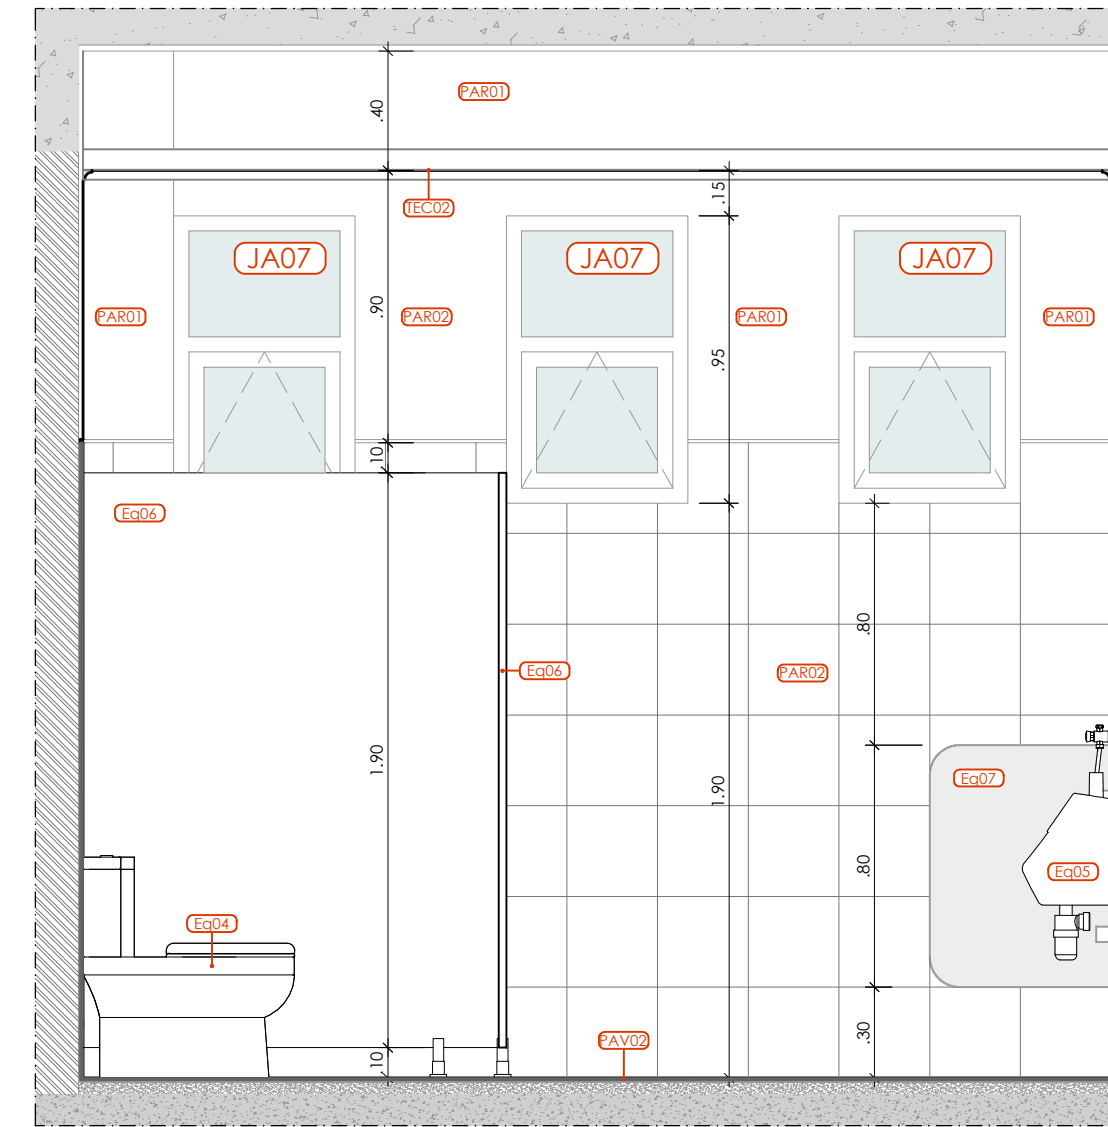 PAR01
.40
TEC02
.15
JA07
JA07
JA07
PAR01
.90
PAR02
PAR01
PAR01
.95
.10
Eq06
.80
Eq06
PAR02
1.90
1.90
Eq07
.80
Eq05
Eq04
.30
PAV02
.10